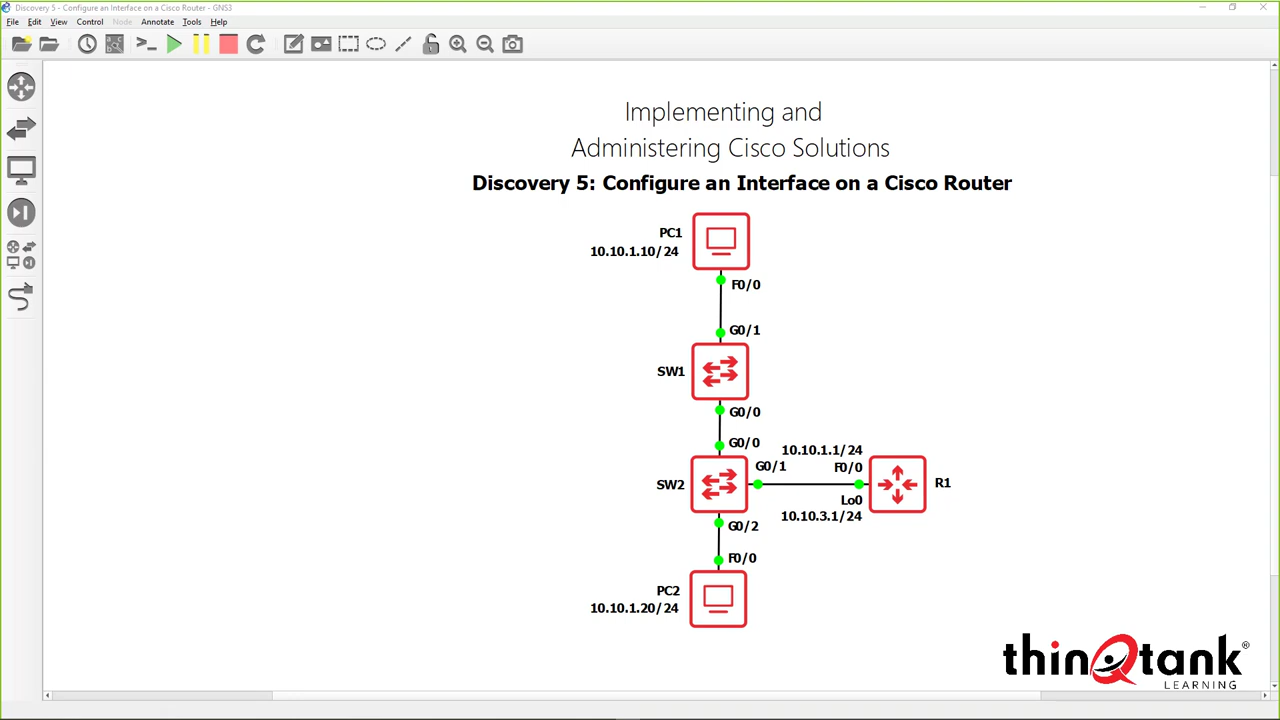 Discovery 5 - Configure an Interface on a Cisco Router - GNS3
File Edit View Control Node Annotate Tools Help
Implementing and
Administering Cisco Solutions
Discovery 5: Configure an Interface on a Cisco Router
PC1
10.10.1.10/24
F0/0
G0/1
SW1
G0/0
G0/0
10.10.1.1/24
G0/1
F0/0
SW2
R1
Lo0
10.10.3.1/24
G0/2
F0/0
PC2
10.10.1.20/24
thinQtank®
LEARNING